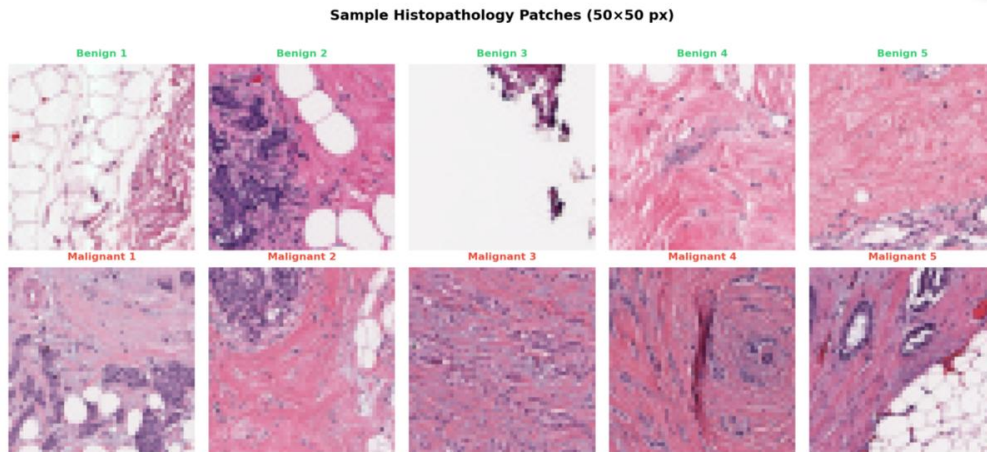 Sample Histopathology Patches (50×50 px)
Benign 1 Benign 2 Benign 3 Benign 4 Benign 5
Malignant 1 Malignant 2 Malignant 3 Malignant 4 Malignant 5